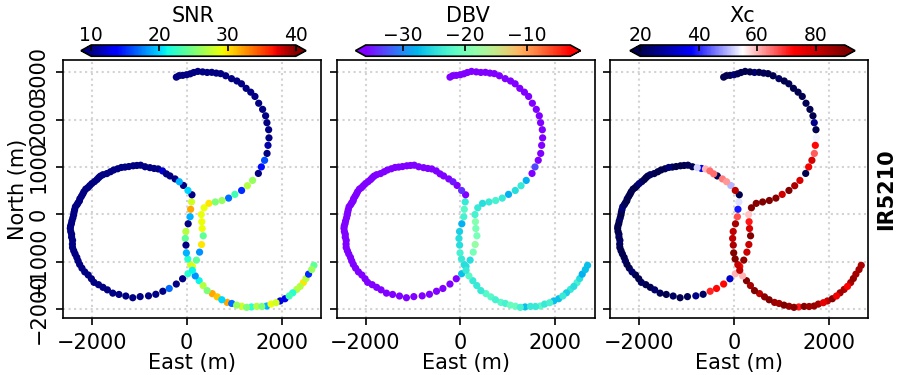 SNR DBV Xc
10 20 30 40 −30 −20 −10 20 40 60 80
3000
2000
1000
0
−1000
−2000
North (m)
−2000 0 2000 −2000 0 2000 −2000 0 2000
East (m) East (m) East (m)
IR5210